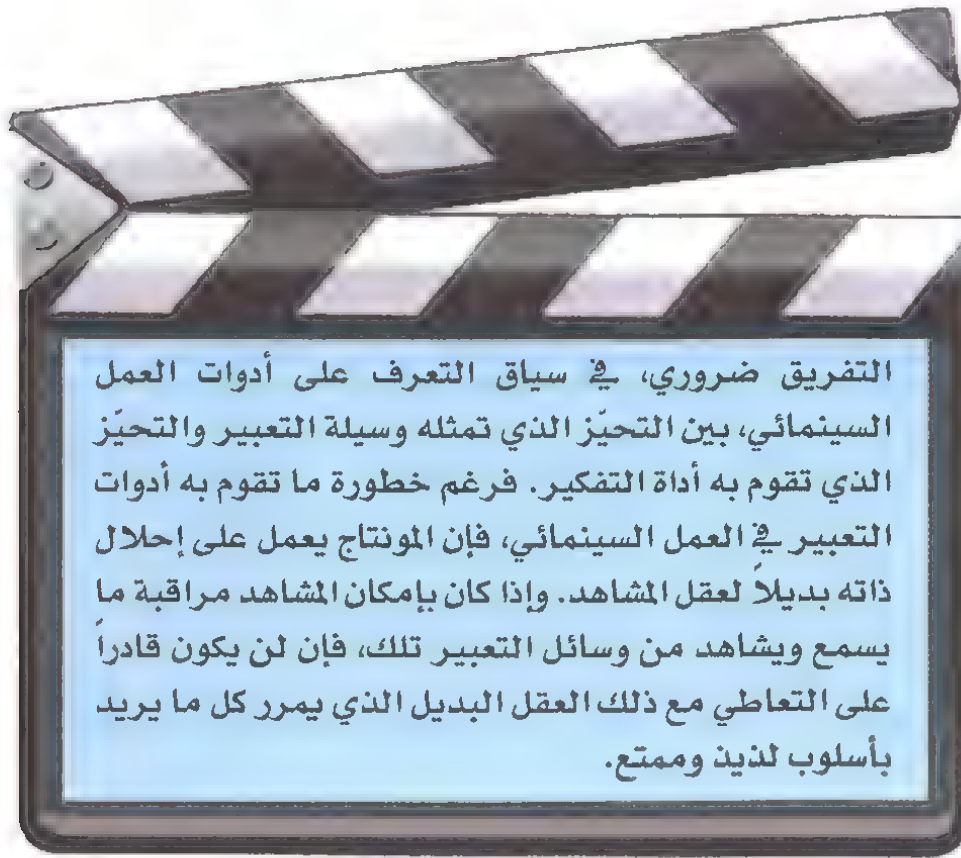 التفريق ضروري، في سياق التعرف على أدوات العمل
السينمائي، بين التحيّز الذي تمثله وسيلة التعبير والتحيّز
الذي تقوم به أداة التفكير. فرغم خطورة ما تقوم به أدوات
التعبير في العمل السينمائي، فإن المونتاج يعمل على إحلال
ذاته بديلاً لعقل المشاهد. وإذا كان بإمكان المشاهد مراقبة ما
يسمع ويشاهد من وسائل التعبير تلك، فإن لن يكون قادراً
على التعاطي مع ذلك العقل البديل الذي يمرر كل ما يريد
بأسلوب لذيذ وممتع.